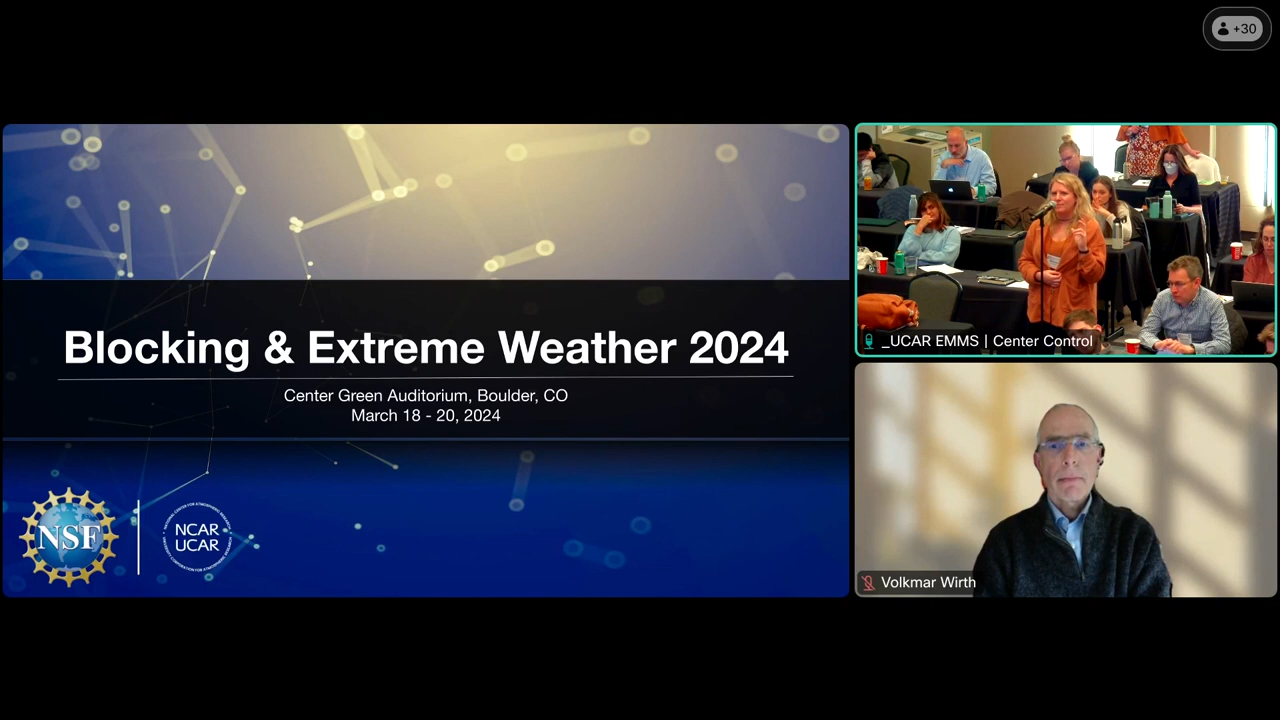 +30
Blocking & Extreme Weather 2024
Center Green Auditorium, Boulder, CO
March 18 - 20, 2024
NSF
NCAR
UCAR
_UCAR EMMS | Center Control
Volkmar Wirth